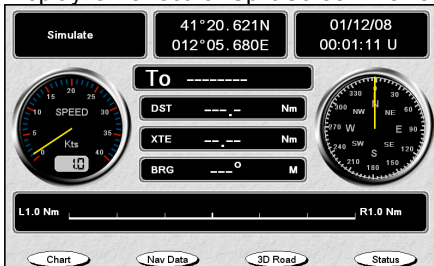 Simulate
41°20.621N
012°05.680E
01/12/08
00:01:11 U
To --------
DST ---.- Nm
XTE --.-- Nm
BRG ---° M
0 5 10 15 20 25 30 35 40
SPEED
Kts
1.0
0 30 60 90 120 150 180 210 240 270 300 330
N NE E SE S SW W NW
L1.0 Nm
R1.0 Nm
Chart
Nav Data
3D Road
Status